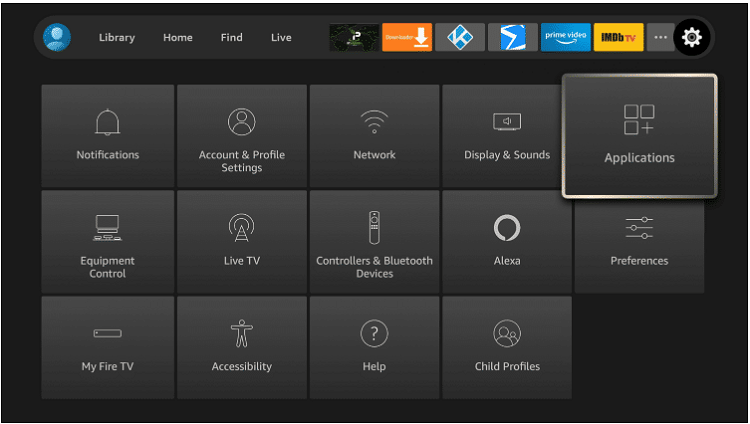 Library Home Find Live Downloader prime video IMDb TV
Notifications
Account & Profile
Settings
Network
Display & Sounds
Applications
Equipment
Control
Live TV
Controllers & Bluetooth
Devices
Alexa
Preferences
My Fire TV
Accessibility
Help
Child Profiles